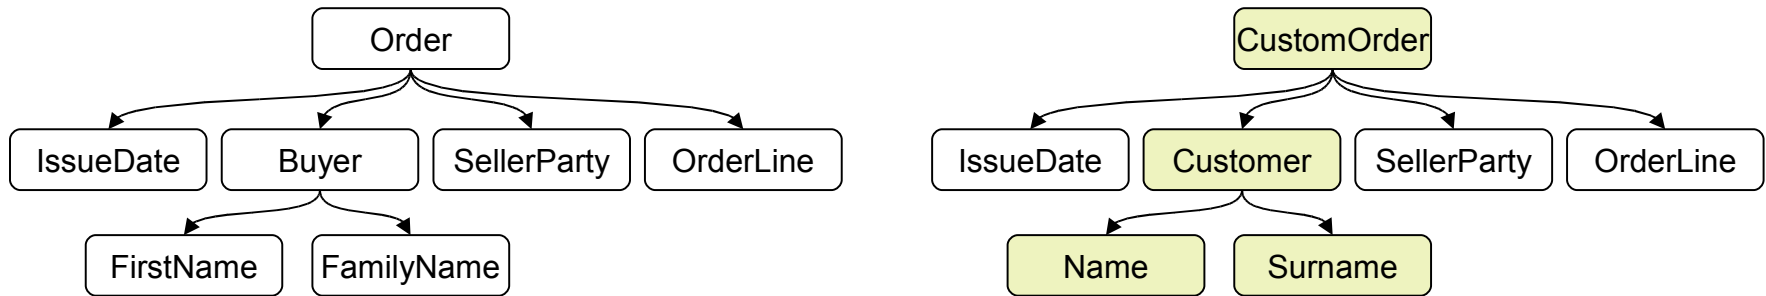 Order
IssueDate
Buyer
SellerParty
OrderLine
FirstName
FamilyName
CustomOrder
IssueDate
Customer
SellerParty
OrderLine
Name
Surname